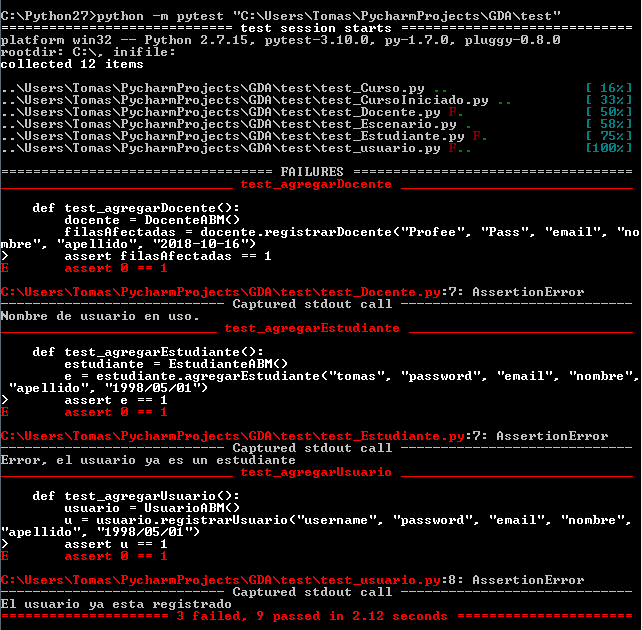 C:\Python27>python -m pytest "C:\Users\Tomas\PycharmProjects\GDA\test"
============================= test session starts =============================
platform win32 -- Python 2.7.15, pytest-3.10.0, py-1.7.0, pluggy-0.8.0
rootdir: C:\, inifile:
collected 12 items
..\Users\Tomas\PycharmProjects\GDA\test\test_Curso.py .. [ 16%]
..\Users\Tomas\PycharmProjects\GDA\test\test_CursoIniciado.py .. [ 33%]
..\Users\Tomas\PycharmProjects\GDA\test\test_Docente.py F. [ 50%]
..\Users\Tomas\PycharmProjects\GDA\test\test_Escenario.py . [ 58%]
..\Users\Tomas\PycharmProjects\GDA\test\test_Estudiante.py F. [ 75%]
..\Users\Tomas\PycharmProjects\GDA\test\test_usuario.py F.. [100%]
================================== FAILURES ===================================
_____________________________ test_agregarDocente _____________________________
def test_agregarDocente():
docente = DocenteABM()
filasAfectadas = docente.registrarDocente("Profee", "Pass", "email", "no
mbre", "apellido", "2018-10-16")
> assert filasAfectadas == 1
E assert 0 == 1
C:\Users\Tomas\PycharmProjects\GDA\test\test_Docente.py:7: AssertionError
---------------------------- Captured stdout call -----------------------------
Nombre de usuario en uso.
___________________________ test_agregarEstudiante ____________________________
def test_agregarEstudiante():
estudiante = EstudianteABM()
e = estudiante.agregarEstudiante("tomas", "password", "email", "nombre",
"apellido", "1998/05/01")
> assert e == 1
E assert 0 == 1
C:\Users\Tomas\PycharmProjects\GDA\test\test_Estudiante.py:7: AssertionError
---------------------------- Captured stdout call -----------------------------
Error, el usuario ya es un estudiante
_____________________________ test_agregarUsuario _____________________________
def test_agregarUsuario():
usuario = UsuarioABM()
u = usuario.registrarUsuario("username", "password", "email", "nombre",
"apellido", "1998/05/01")
> assert u == 1
E assert 0 == 1
C:\Users\Tomas\PycharmProjects\GDA\test\test_usuario.py:8: AssertionError
---------------------------- Captured stdout call -----------------------------
El usuario ya esta registrado
===================== 3 failed, 9 passed in 2.12 seconds ======================